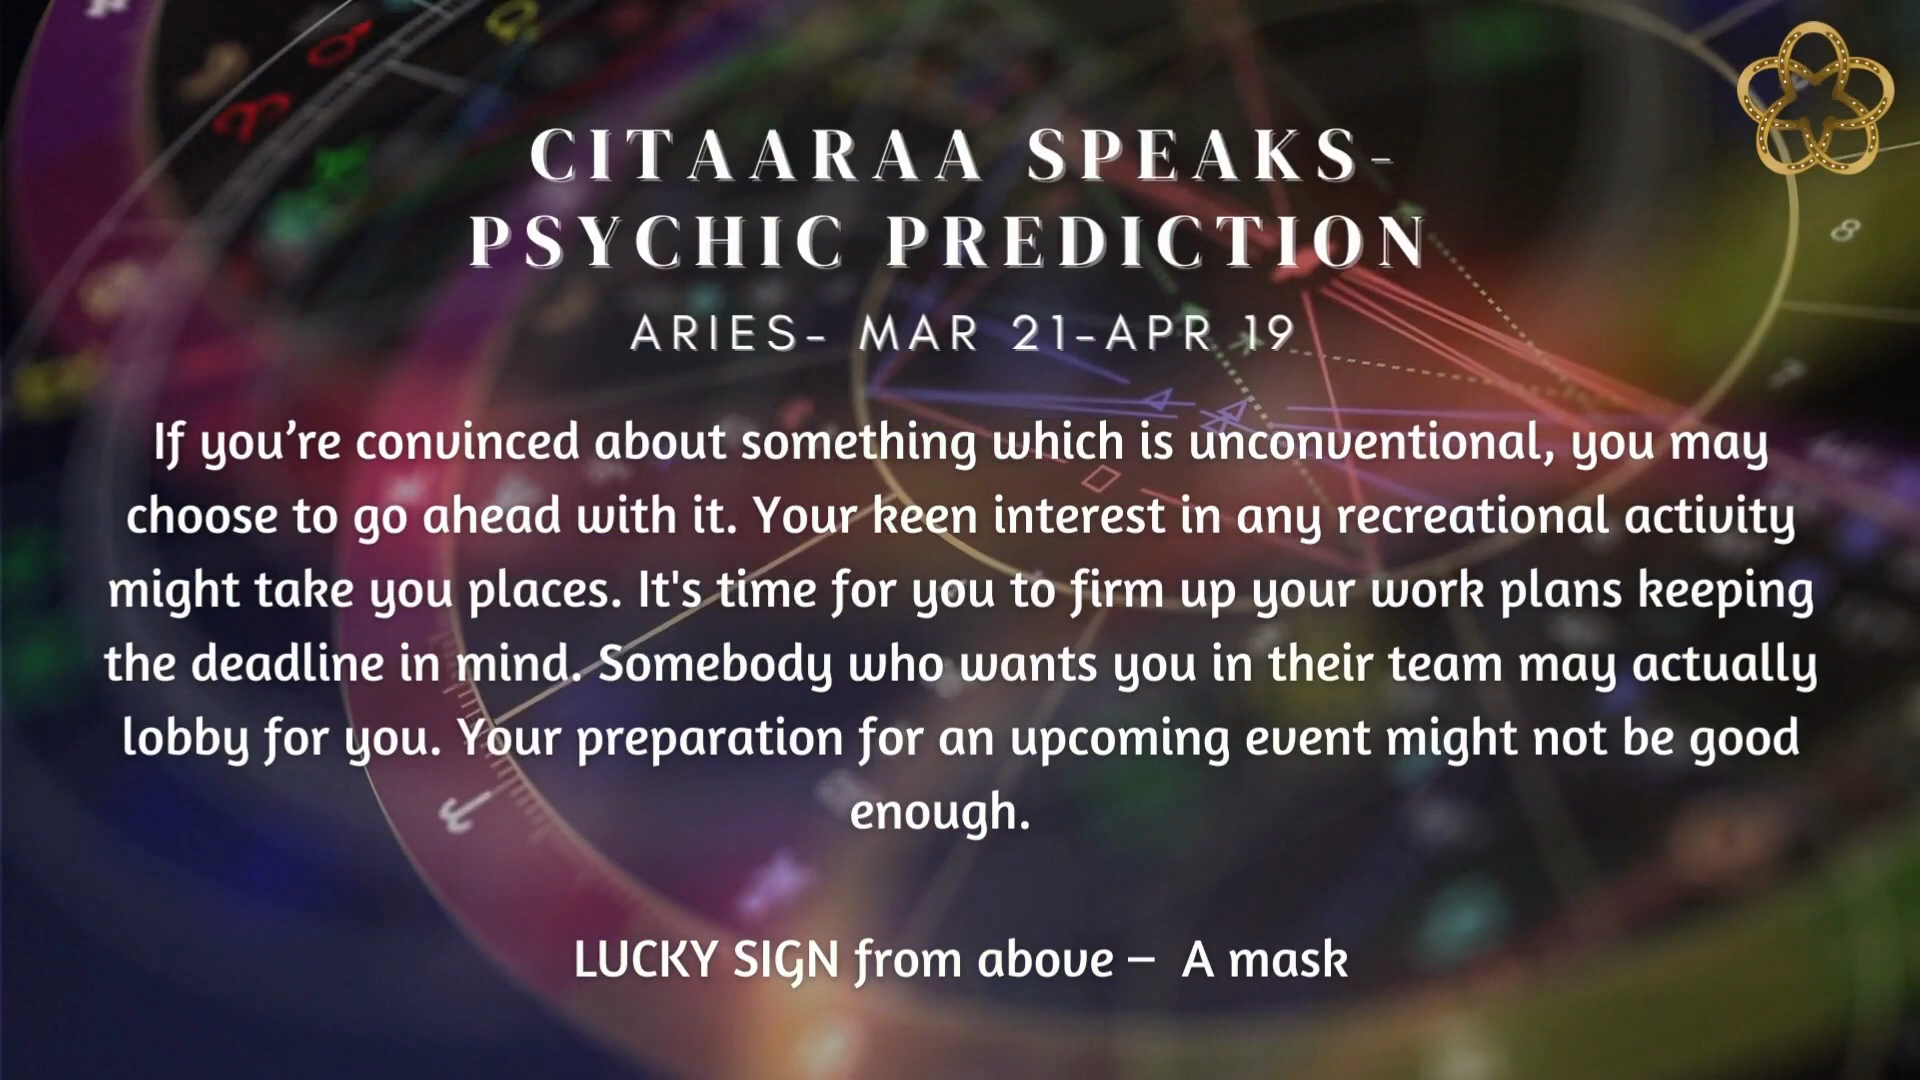 CITAARAA SPEAKS-
PSYCHIC PREDICTION
ARIES- MAR 21-APR 19
If you’re convinced about something which is unconventional, you may
choose to go ahead with it. Your keen interest in any recreational activity
might take you places. It's time for you to firm up your work plans keeping
the deadline in mind. Somebody who wants you in their team may actually
lobby for you. Your preparation for an upcoming event might not be good
enough.
LUCKY SIGN from above – A mask
8
7